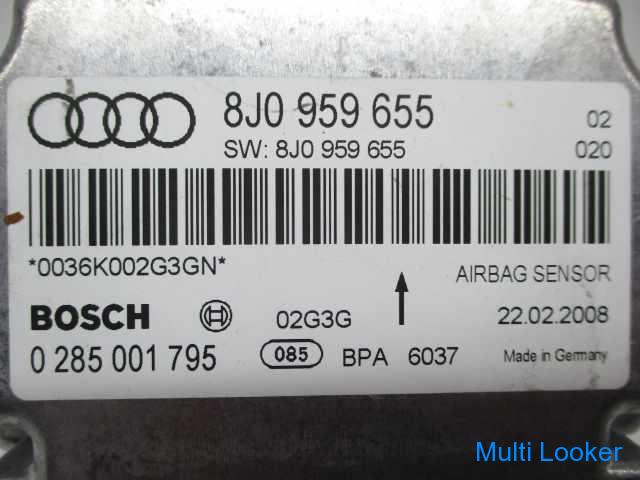 8J0 959 655
02
SW: 8J0 959 655
020
*0036K002G3GN*
AIRBAG SENSOR
BOSCH
02G3G
22.02.2008
0 285 001 795
085
BPA 6037
Made in Germany
Multi Looker